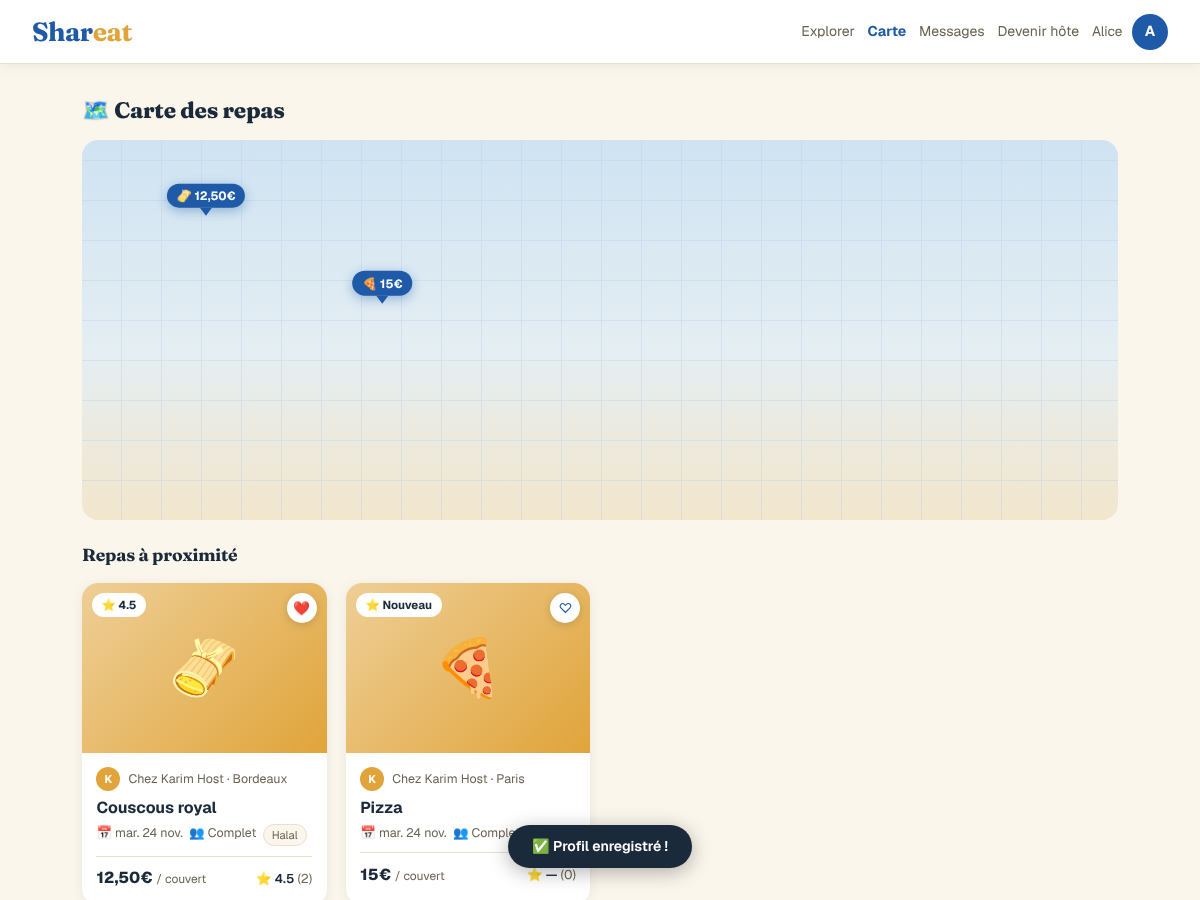 Shareat
Explorer Carte Messages Devenir hôte Alice A
Carte des repas
12,50€
15€
Repas à proximité
4.5
Nouveau
K Chez Karim Host · Bordeaux
Couscous royal
mar. 24 nov. Complet Halal
12,50€ / couvert 4.5 (2)
K Chez Karim Host · Paris
Pizza
mar. 24 nov.
15€ / couvert — (0)
Profil enregistré !